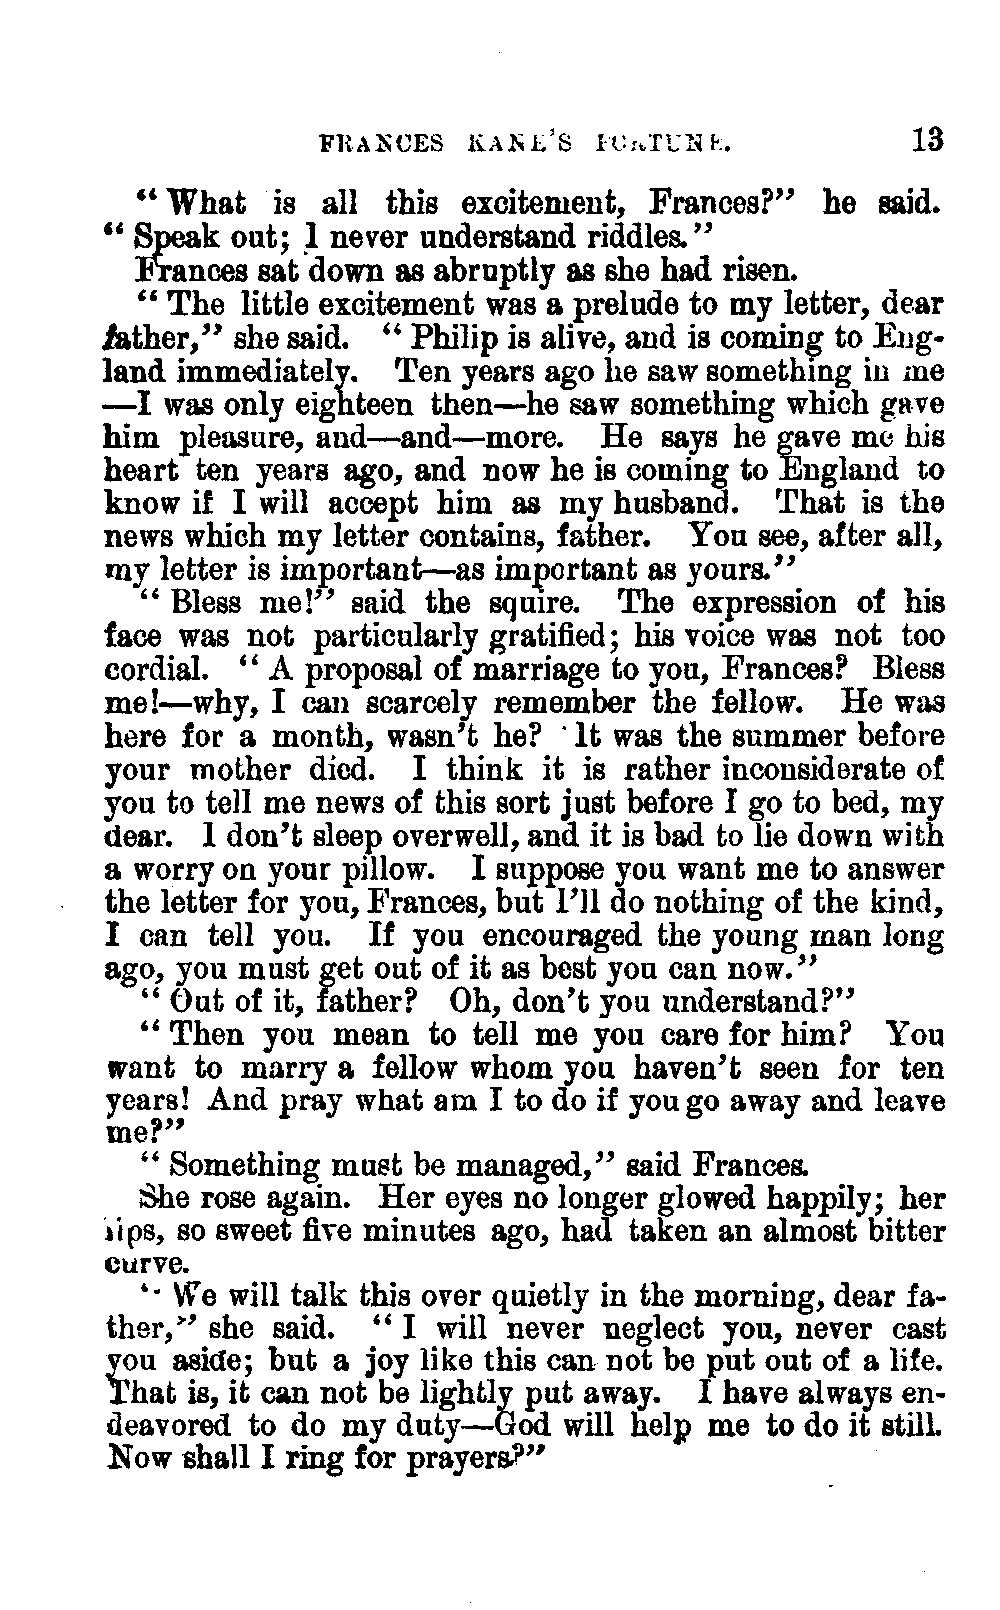 FRANCES KANE'S FORTUNE. 13
"What is all this excitement, Frances?" he said.
"Speak out; I never understand riddles."
Frances sat down as abruptly as she had risen.
"The little excitement was a prelude to my letter, dear
father," she said. "Philip is alive, and is coming to Eng-
land immediately. Ten years ago he saw something in me
—I was only eighteen then—he saw something which gave
him pleasure, and—and—more. He says he gave me his
heart ten years ago, and now he is coming to England to
know if I will accept him as my husband. That is the
news which my letter contains, father. You see, after all,
my letter is important—as important as yours."
"Bless me!" said the squire. The expression of his
face was not particularly gratified; his voice was not too
cordial. "A proposal of marriage to you, Frances? Bless
me!—why, I can scarcely remember the fellow. He was
here for a month, wasn't he? It was the summer before
your mother died. I think it is rather inconsiderate of
you to tell me news of this sort just before I go to bed, my
dear. I don't sleep overwell, and it is bad to lie down with
a worry on your pillow. I suppose you want me to answer
the letter for you, Frances, but I'll do nothing of the kind,
I can tell you. If you encouraged the young man long
ago, you must get out of it as best you can now."
"Out of it, father? Oh, don't you understand?"
"Then you mean to tell me you care for him? You
want to marry a fellow whom you haven't seen for ten
years! And pray what am I to do if you go away and leave
me?"
"Something must be managed," said Frances.
She rose again. Her eyes no longer glowed happily; her
lips, so sweet five minutes ago, had taken an almost bitter
curve.
"We will talk this over quietly in the morning, dear fa-
ther," she said. "I will never neglect you, never cast
you aside; but a joy like this can not be put out of a life.
That is, it can not be lightly put away. I have always en-
deavored to do my duty—God will help me to do it still.
Now shall I ring for prayers?"